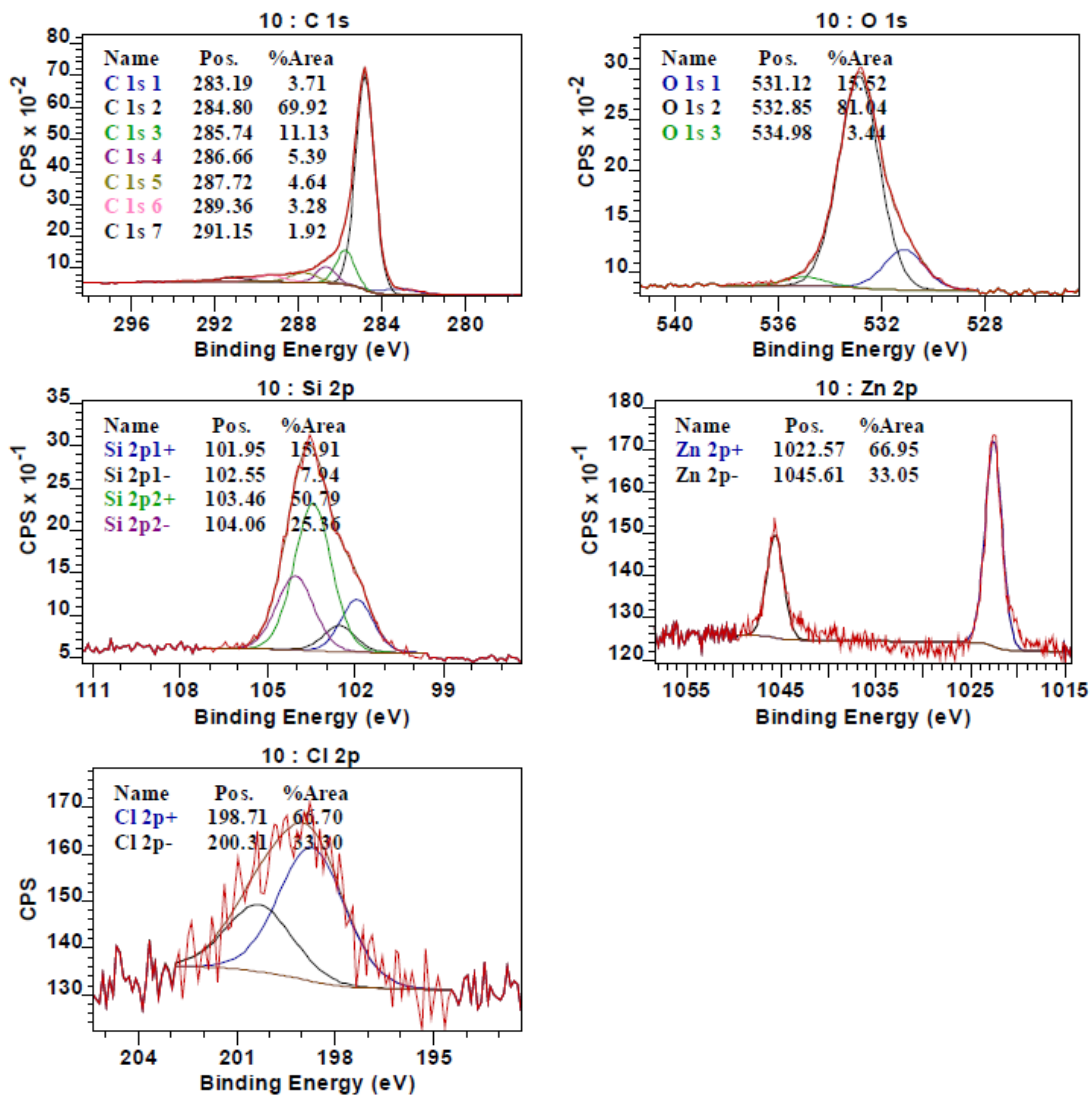 10 : C 1s
Name Pos. %Area
C 1s 1 283.19 3.71
C 1s 2 284.80 69.92
C 1s 3 285.74 11.13
C 1s 4 286.66 5.39
C 1s 5 287.72 4.64
C 1s 6 289.36 3.28
C 1s 7 291.15 1.92
CPS x 10⁻²
80
70
60
50
40
30
20
10
296 292 288 284 280
Binding Energy (eV)
10 : O 1s
Name Pos. %Area
O 1s 1 531.12 15.52
O 1s 2 532.85 81.04
O 1s 3 534.98 3.44
CPS x 10⁻²
30
25
20
15
10
540 536 532 528
Binding Energy (eV)
10 : Si 2p
Name Pos. %Area
Si 2p1+ 101.95 15.91
Si 2p1- 102.55 7.94
Si 2p2+ 103.46 50.79
Si 2p2- 104.06 25.36
CPS x 10⁻¹
35
30
25
20
15
10
5
111 108 105 102 99
Binding Energy (eV)
10 : Zn 2p
Name Pos. %Area
Zn 2p+ 1022.57 66.95
Zn 2p- 1045.61 33.05
CPS x 10⁻¹
180
170
160
150
140
130
120
1055 1045 1035 1025 1015
Binding Energy (eV)
10 : Cl 2p
Name Pos. %Area
Cl 2p+ 198.71 66.70
Cl 2p- 200.31 33.30
CPS
170
160
150
140
130
204 201 198 195
Binding Energy (eV)